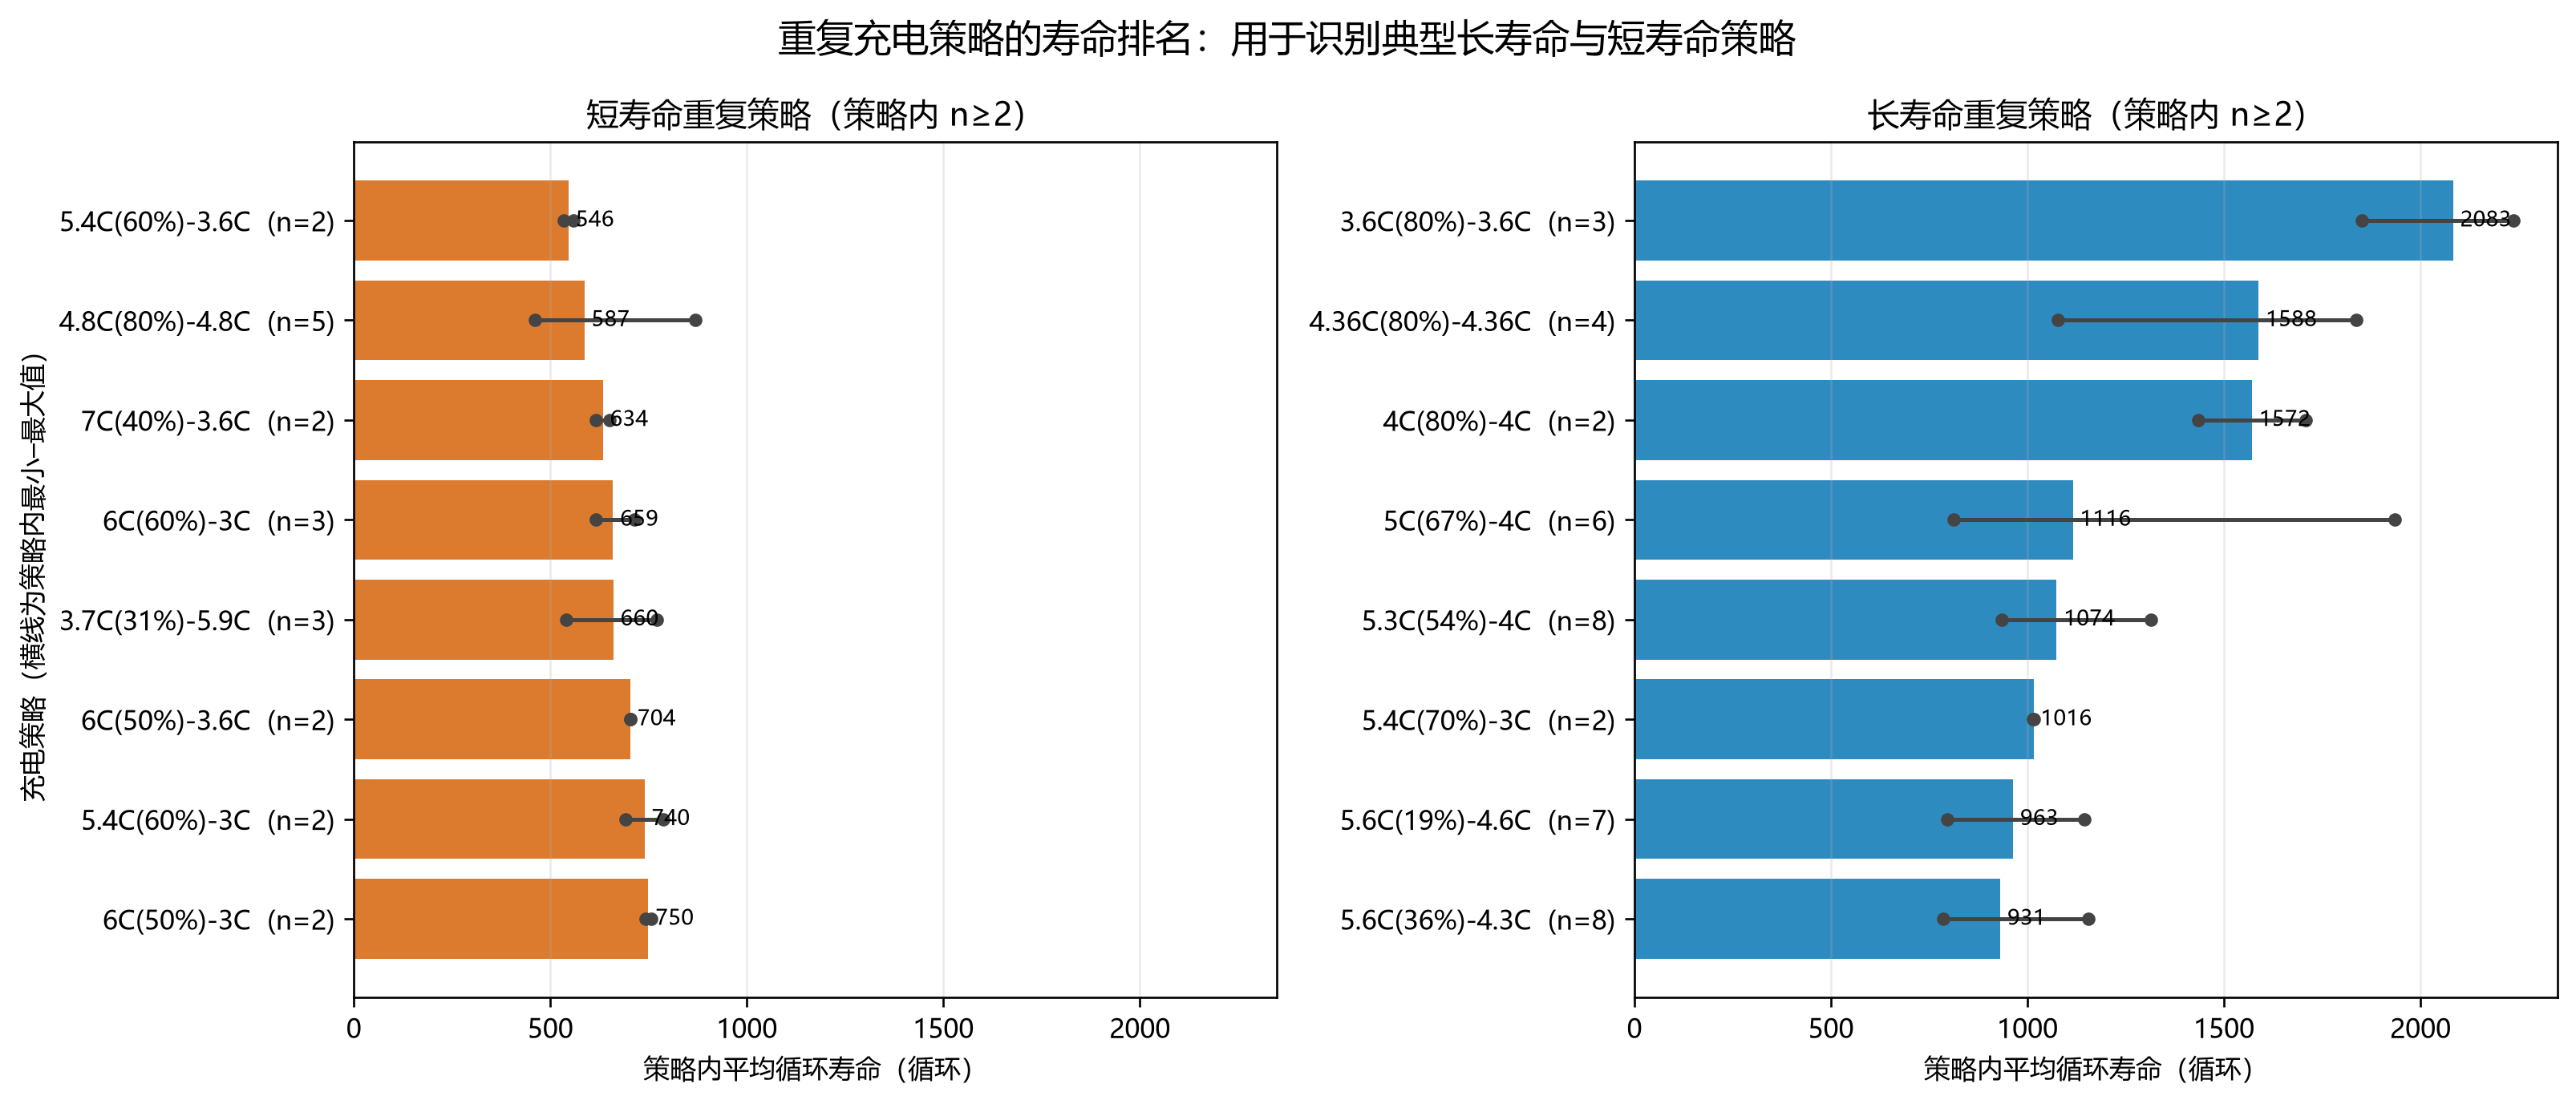 重复充电策略的寿命排名：用于识别典型长寿命与短寿命策略
短寿命重复策略（策略内 n≥2）
充电策略（横线为策略内最小–最大值）
5.4C(60%)-3.6C (n=2)
546
4.8C(80%)-4.8C (n=5)
587
7C(40%)-3.6C (n=2)
634
6C(60%)-3C (n=3)
659
3.7C(31%)-5.9C (n=3)
660
6C(50%)-3.6C (n=2)
704
5.4C(60%)-3C (n=2)
740
6C(50%)-3C (n=2)
750
0 500 1000 1500 2000
策略内平均循环寿命（循环）
长寿命重复策略（策略内 n≥2）
3.6C(80%)-3.6C (n=3)
2083
4.36C(80%)-4.36C (n=4)
1588
4C(80%)-4C (n=2)
1572
5C(67%)-4C (n=6)
1116
5.3C(54%)-4C (n=8)
1074
5.4C(70%)-3C (n=2)
1016
5.6C(19%)-4.6C (n=7)
963
5.6C(36%)-4.3C (n=8)
931
0 500 1000 1500 2000
策略内平均循环寿命（循环）